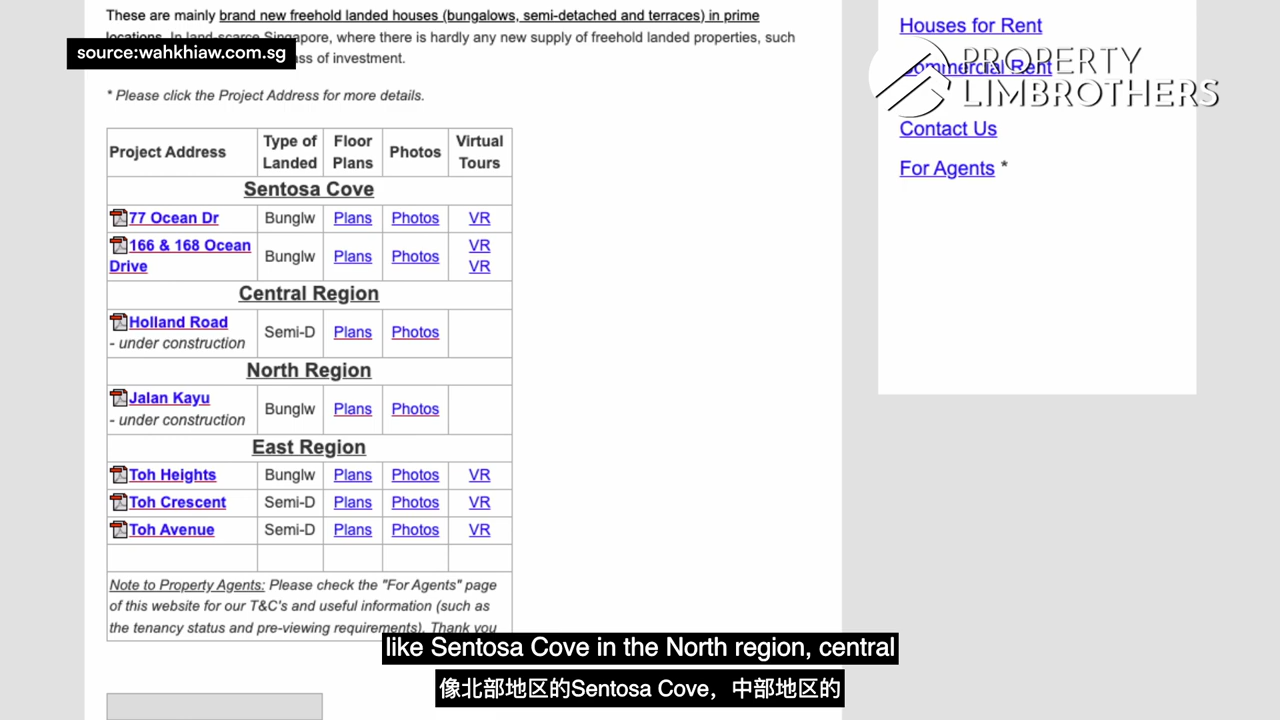 These are mainly brand new freehold landed houses (bungalows, semi-detached and terraces) in prime
locations. In land-scarce Singapore, where there is hardly any new supply of freehold landed properties, such
source:wahkhiaw.com.sg
ass of investment.
* Please click the Project Address for more details.
Project Address Type of Landed Floor Plans Photos Virtual Tours
Sentosa Cove
77 Ocean Dr Bunglw Plans Photos VR
166 & 168 Ocean Drive Bunglw Plans Photos VR VR
Central Region
Holland Road - under construction Semi-D Plans Photos
North Region
Jalan Kayu - under construction Bunglw Plans Photos
East Region
Toh Heights Bunglw Plans Photos VR
Toh Crescent Semi-D Plans Photos VR
Toh Avenue Semi-D Plans Photos VR
Note to Property Agents: Please check the "For Agents" page
of this website for our T&C's and useful information (such as
the tenancy status and pre-viewing requirements). Thank you
Houses for Rent
Commercial Rent
PROPERTY
LIMBROTHERS
Contact Us
For Agents *
like Sentosa Cove in the North region, central
像北部地区的Sentosa Cove，中部地区的